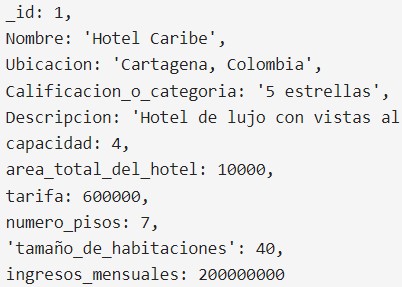 _id: 1,
Nombre: 'Hotel Caribe',
Ubicacion: 'Cartagena, Colombia',
Calificacion_o_categoria: '5 estrellas',
Descripcion: 'Hotel de lujo con vistas al
capacidad: 4,
area_total_del_hotel: 10000,
tarifa: 600000,
numero_pisos: 7,
'tamaño_de_habitaciones': 40,
ingresos_mensuales: 200000000